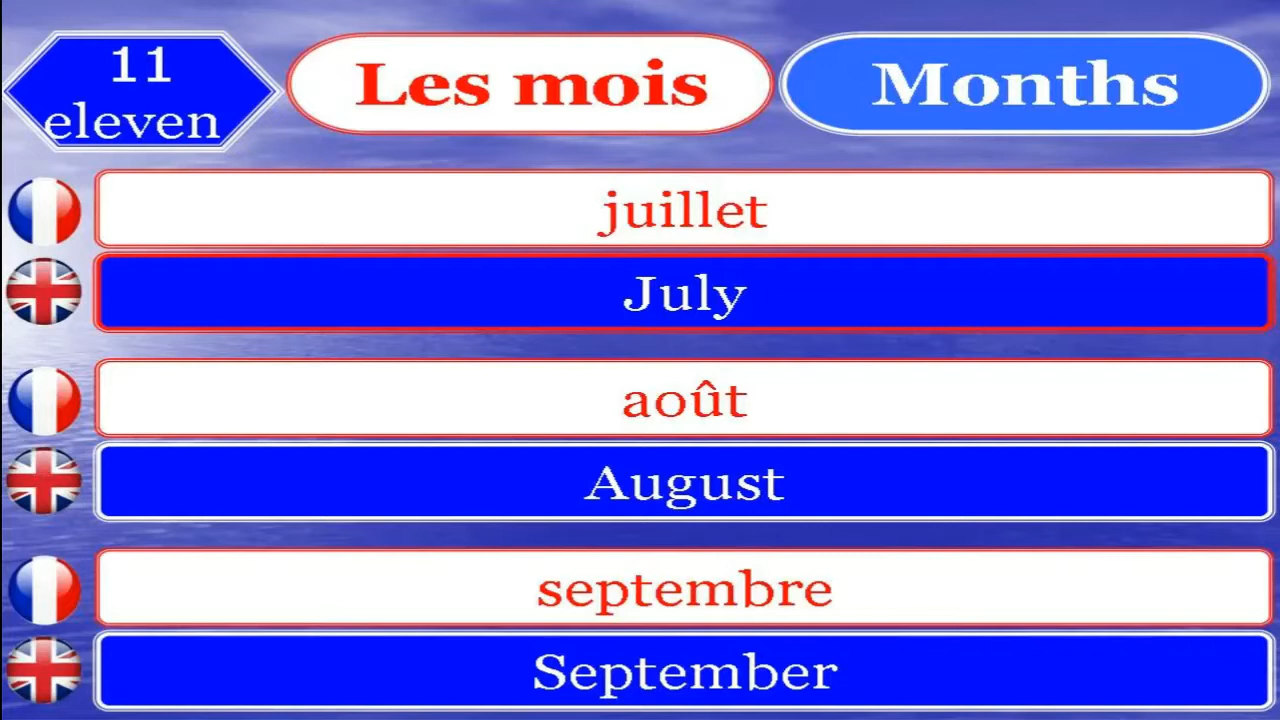 11
eleven
Les mois
Months
juillet
July
août
August
septembre
September